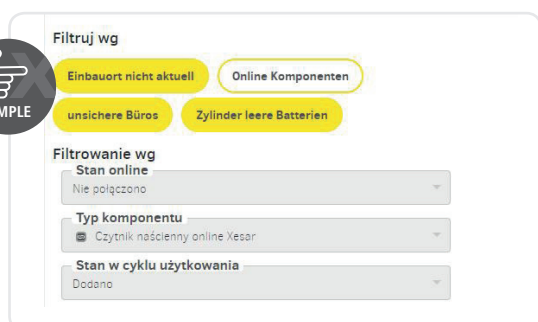 Filtruj wg
Einbauort nicht aktuell Online Komponenten
X
MPLE
unsichere Büros Zylinder leere Batterien
Filtrowanie wg
Stan online
Nie połączono
Typ komponentu
Czytnik naścienny online Xesar
Stan w cyklu użytkowania
Dodano